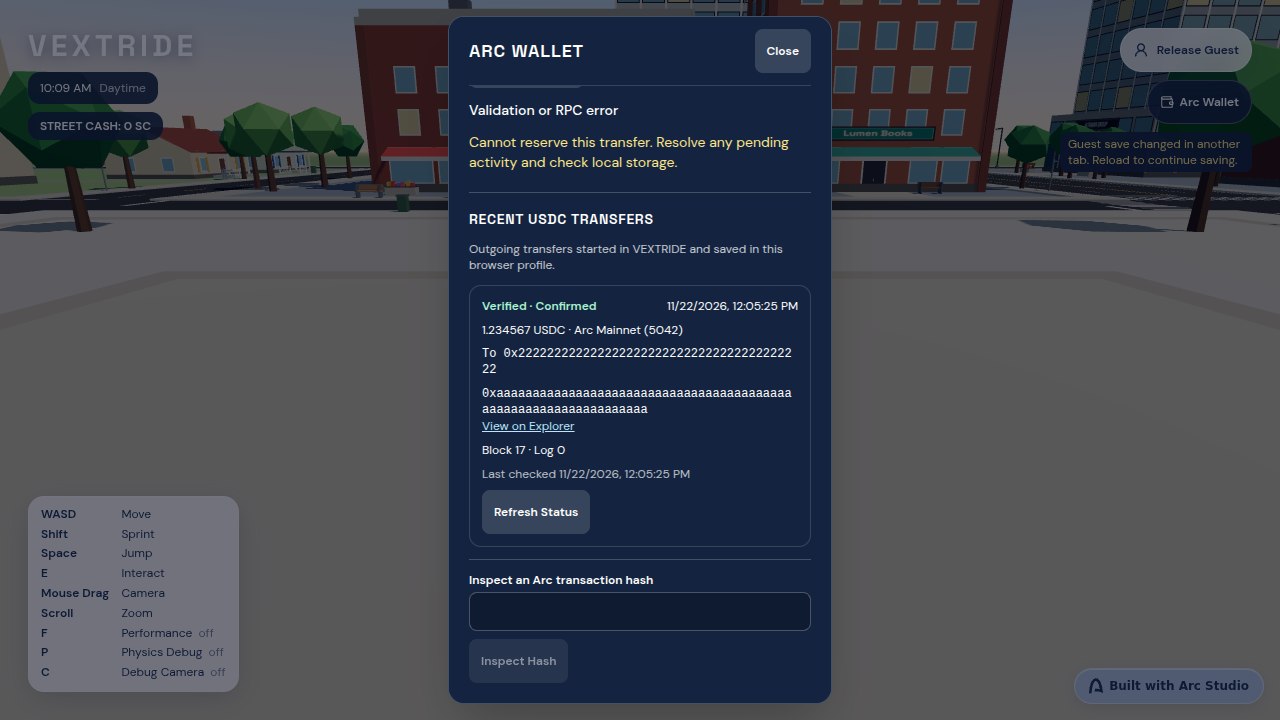 VEXTRIDE
10:09 AM Daytime
STREET CASH: 0 SC
ARC WALLET
Close
Validation or RPC error
Cannot reserve this transfer. Resolve any pending
activity and check local storage.
RECENT USDC TRANSFERS
Outgoing transfers started in VEXTRIDE and saved in this
browser profile.
Verified · Confirmed 11/22/2026, 12:05:25 PM
1.234567 USDC · Arc Mainnet (5042)
To 0x22222222222222222222222222222222222222
22
0xaaaaaaaaaaaaaaaaaaaaaaaaaaaaaaaaaaaaaaaaa
aaaaaaaaaaaaaaaaaaaaaaa
View on Explorer
Block 17 · Log 0
Last checked 11/22/2026, 12:05:25 PM
Refresh Status
Inspect an Arc transaction hash
Inspect Hash
Release Guest
Arc Wallet
Guest save changed in another
tab. Reload to continue saving.
Lumen Books
WASD Move
Shift Sprint
Space Jump
E Interact
Mouse Drag Camera
Scroll Zoom
F Performance off
P Physics Debug off
C Debug Camera off
Built with Arc Studio